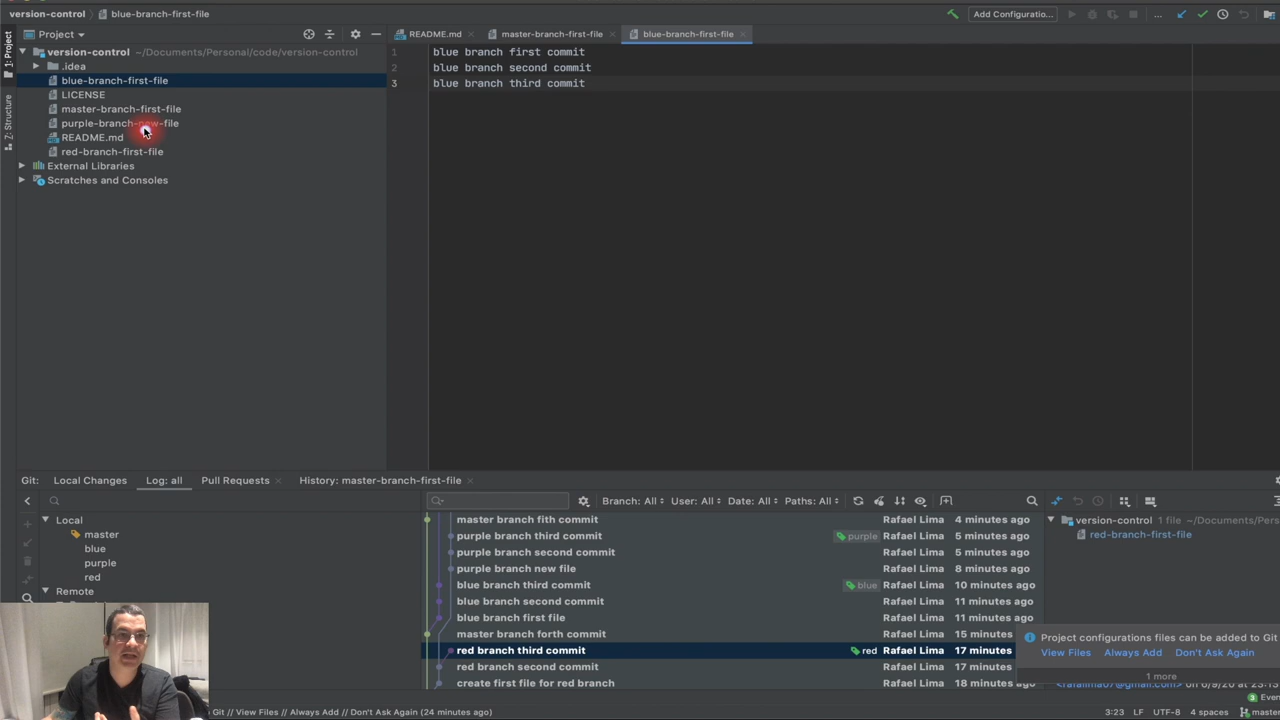 version-control > blue-branch-first-file
Add Configuratio...
...
1: Project
Z: Structure
Project
version-control ~/Documents/Personal/code/version-control
.idea
blue-branch-first-file
LICENSE
master-branch-first-file
purple-branch-new-file
README.md
red-branch-first-file
External Libraries
Scratches and Consoles
README.md
master-branch-first-file
blue-branch-first-file
1 blue branch first commit
2 blue branch second commit
3 blue branch third commit
Git: Local Changes Log: all Pull Requests History: master-branch-first-file
Local
master
blue
purple
red
Remote
Branch: All User: All Date: All Paths: All
master branch fith commit Rafael Lima 4 minutes ago
purple branch third commit purple Rafael Lima 5 minutes ago
purple branch second commit Rafael Lima 5 minutes ago
purple branch new file Rafael Lima 8 minutes ago
blue branch third commit blue Rafael Lima 10 minutes ago
blue branch second commit Rafael Lima 11 minutes ago
blue branch first file Rafael Lima 11 minutes ago
master branch forth commit Rafael Lima 15 minutes ago
red branch third commit red Rafael Lima 17 minutes
red branch second commit Rafael Lima 17 minutes
create first file for red branch Rafael Lima 18 minutes
version-control 1 file ~/Documents/Pers
red-branch-first-file
Project configurations files can be added to Git
View Files Always Add Don't Ask Again
1 more
Git // View Files // Always Add // Don't Ask Again (24 minutes ago)
3 Even
3:23 LF UTF-8 4 spaces master